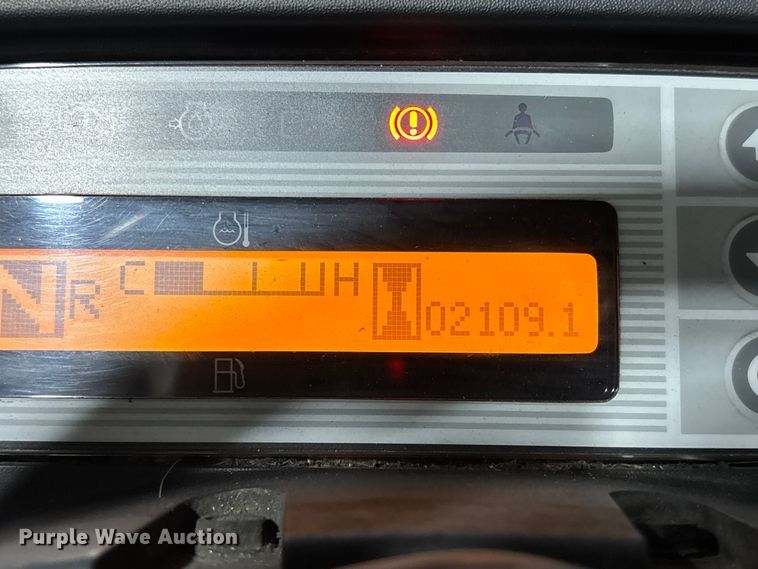 N R C H 02109.1
Purple Wave Auction